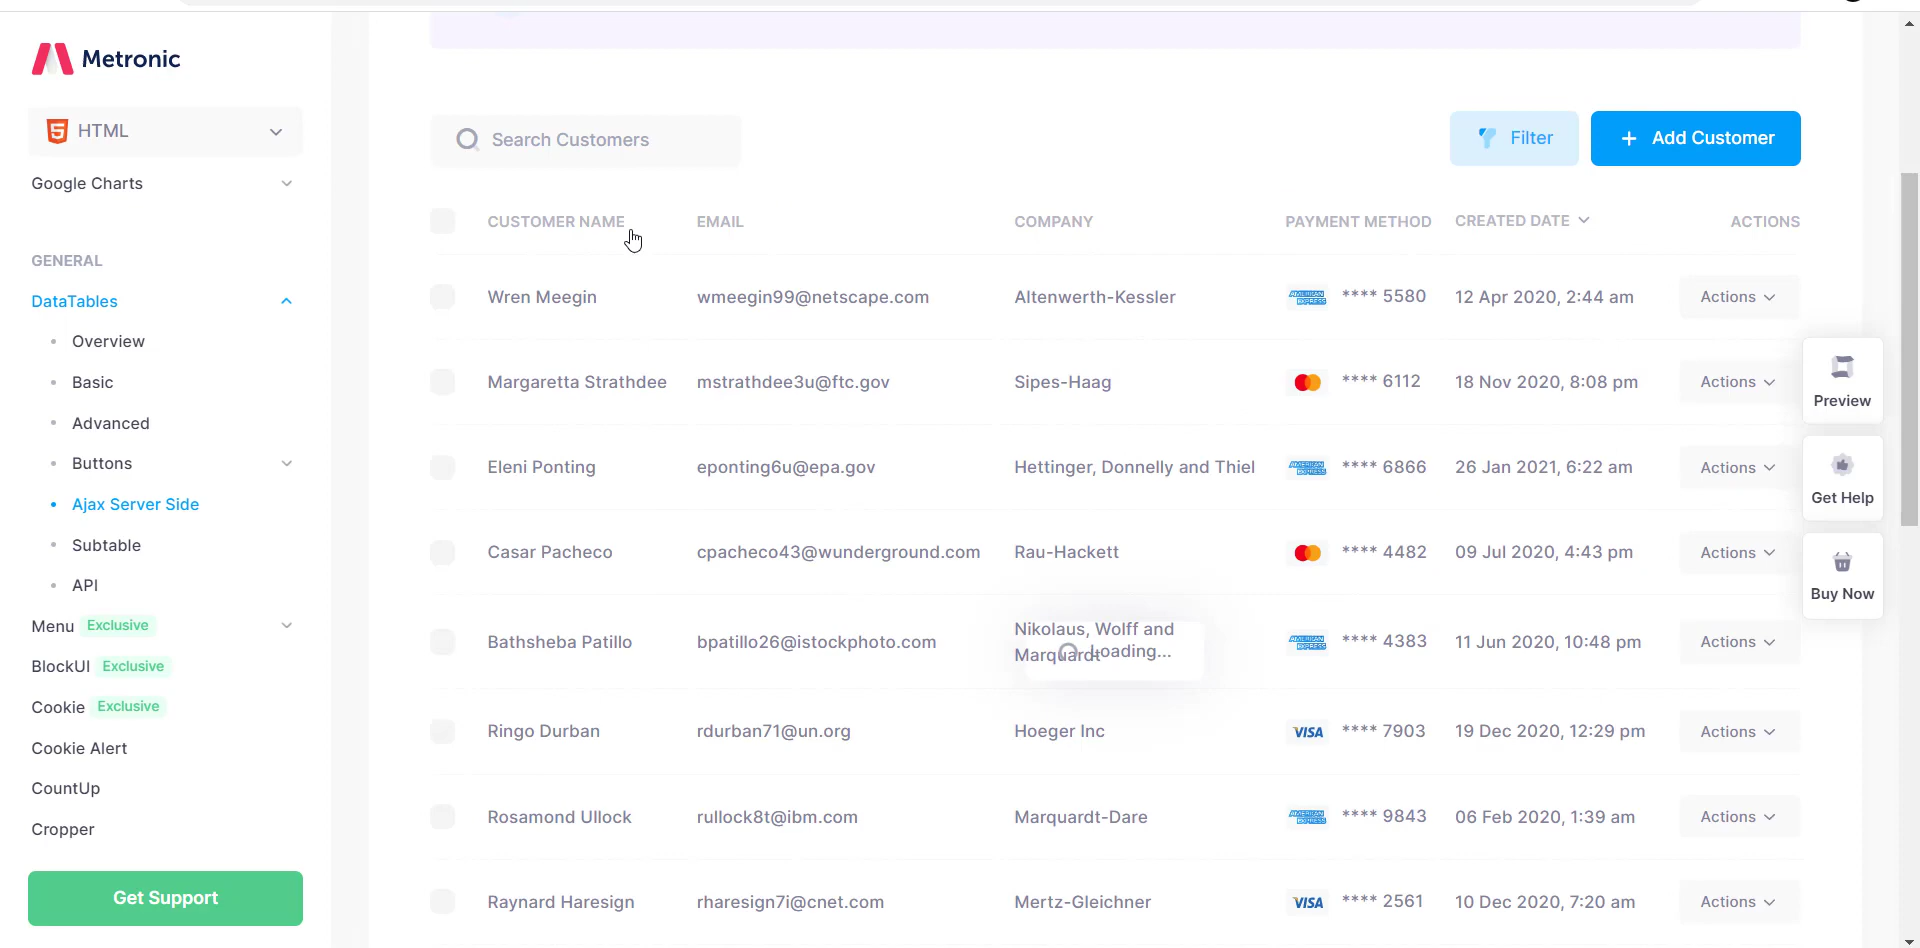 Metronic
HTML
Google Charts
GENERAL
DataTables
Overview
Basic
Advanced
Buttons
Ajax Server Side
Subtable
API
Menu Exclusive
BlockUI Exclusive
Cookie Exclusive
Cookie Alert
CountUp
Cropper
Get Support
Search Customers
Filter
+ Add Customer
CUSTOMER NAME EMAIL COMPANY PAYMENT METHOD CREATED DATE ACTIONS
Wren Meegin wmeegin99@netscape.com Altenwerth-Kessler AMERICAN EXPRESS **** 5580 12 Apr 2020, 2:44 am Actions
Margaretta Strathdee mstrathdee3u@ftc.gov Sipes-Haag **** 6112 18 Nov 2020, 8:08 pm Actions
Eleni Ponting eponting6u@epa.gov Hettinger, Donnelly and Thiel AMERICAN EXPRESS **** 6866 26 Jan 2021, 6:22 am Actions
Casar Pacheco cpacheco43@wunderground.com Rau-Hackett **** 4482 09 Jul 2020, 4:43 pm Actions
Bathsheba Patillo bpatillo26@istockphoto.com Nikolaus, Wolff and
Marquardt AMERICAN EXPRESS **** 4383 11 Jun 2020, 10:48 pm Actions
Loading...
Ringo Durban rdurban71@un.org Hoeger Inc VISA **** 7903 19 Dec 2020, 12:29 pm Actions
Rosamond Ullock rullock8t@ibm.com Marquardt-Dare AMERICAN EXPRESS **** 9843 06 Feb 2020, 1:39 am Actions
Raynard Haresign rharesign7i@cnet.com Mertz-Gleichner VISA **** 2561 10 Dec 2020, 7:20 am Actions
Preview
Get Help
Buy Now